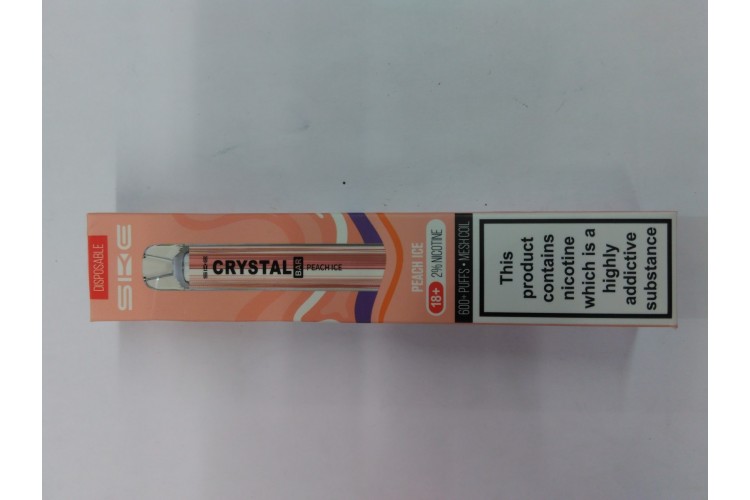 DISPOSABLE
SKE
SKE
CRYSTAL
BAR
PEACH ICE
PEACH ICE
18+ 2% NICOTINE
600+ PUFFS • MESH COIL
This
product
contains
nicotine
which is a
highly
addictive
substance